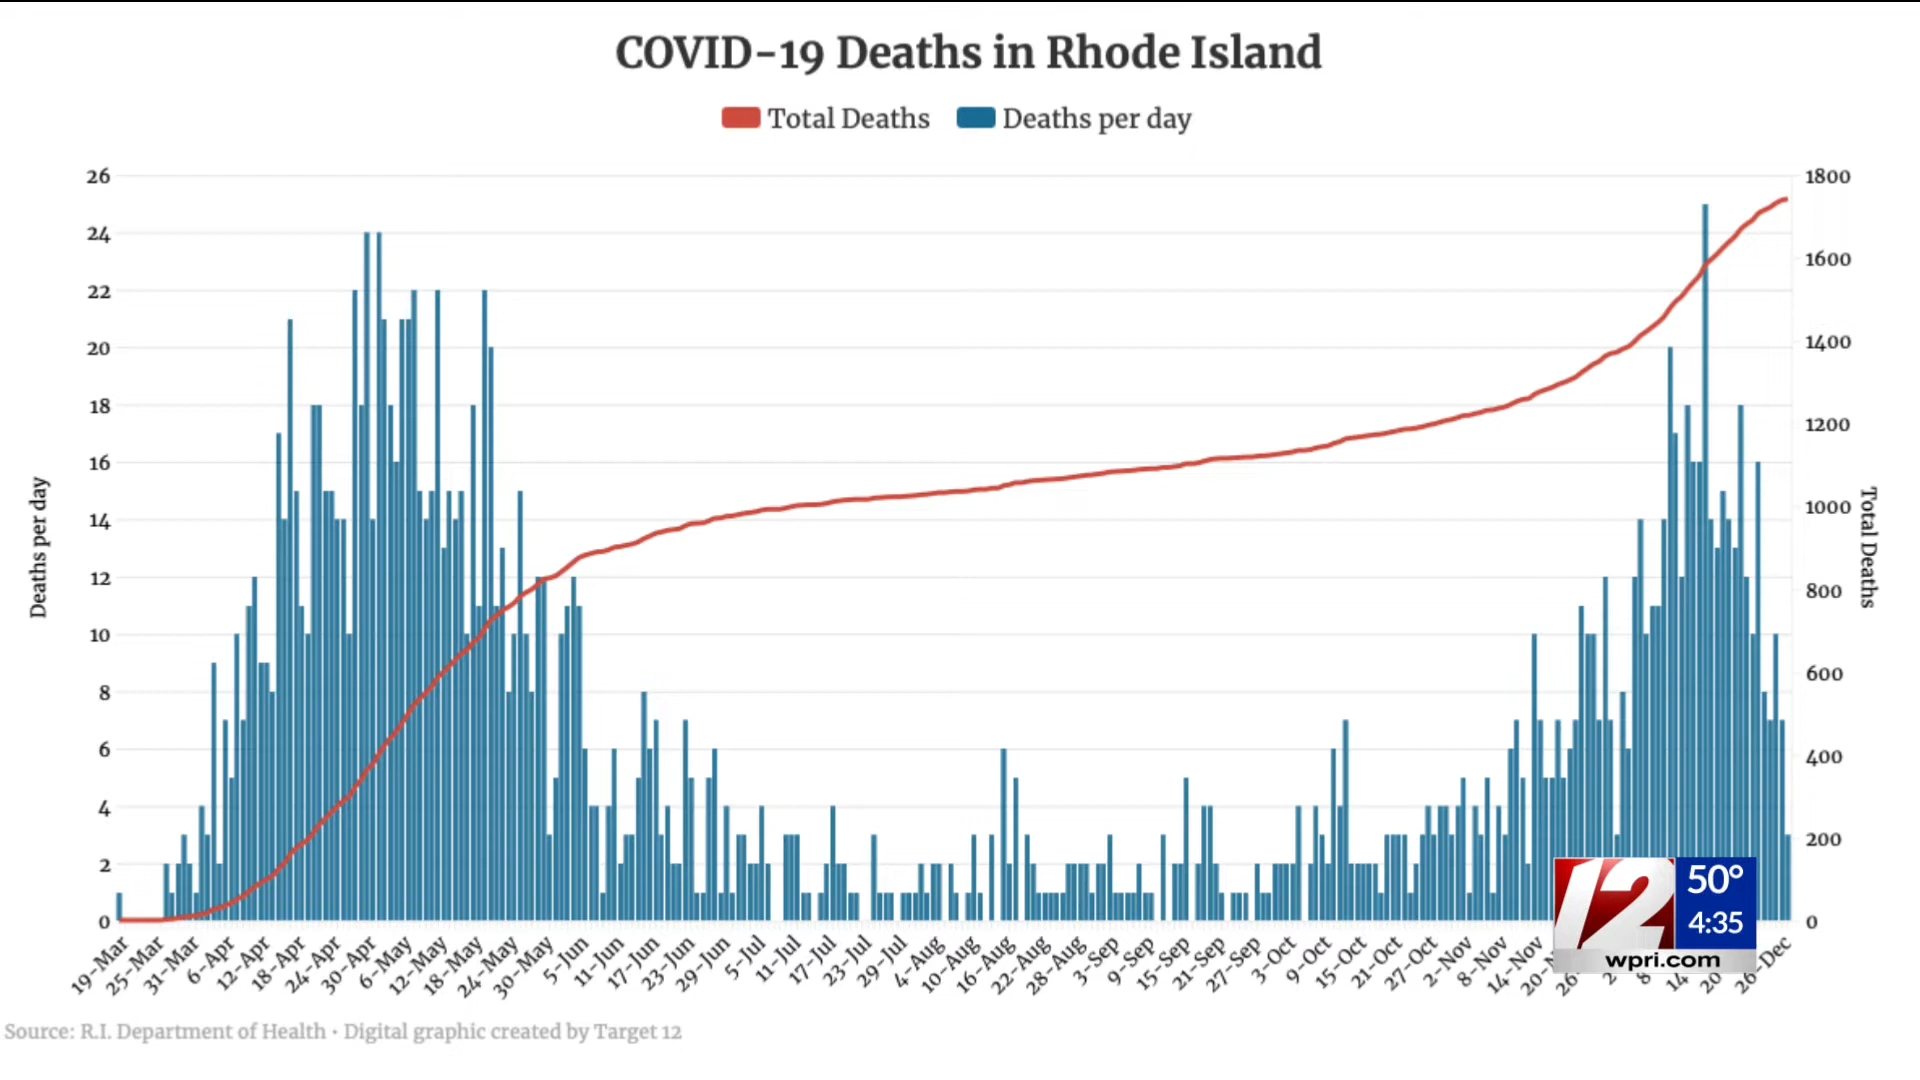 COVID-19 Deaths in Rhode Island
Total Deaths
Deaths per day
26
24
22
20
18
16
14
12
10
8
6
4
2
0
Deaths per day
1800
1600
1400
1200
1000
800
600
400
200
0
Total Deaths
19-Mar
25-Mar
31-Mar
6-Apr
12-Apr
18-Apr
24-Apr
30-Apr
6-May
12-May
18-May
24-May
30-May
5-Jun
11-Jun
17-Jun
23-Jun
29-Jun
5-Jul
11-Jul
17-Jul
23-Jul
29-Jul
4-Aug
10-Aug
16-Aug
22-Aug
28-Aug
3-Sep
9-Sep
15-Sep
21-Sep
27-Sep
3-Oct
9-Oct
15-Oct
21-Oct
27-Oct
2-Nov
8-Nov
14-Nov
20-N
26
2
8
14
20
26-Dec
12
50°
4:35
wpri.com
Source: R.I. Department of Health • Digital graphic created by Target 12